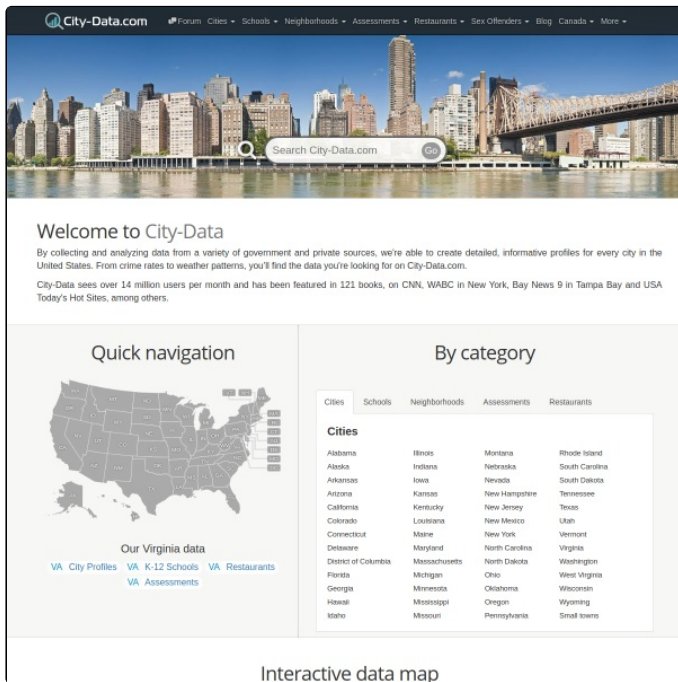 City-Data.com
Forum Cities Schools Neighborhoods Assessments Restaurants Sex Offenders Blog Canada More
Search City-Data.com Go
Welcome to City-Data
By collecting and analyzing data from a variety of government and private sources, we're able to create detailed, informative profiles for every city in the
United States. From crime rates to weather patterns, you'll find the data you're looking for on City-Data.com.
City-Data sees over 14 million users per month and has been featured in 121 books, on CNN, WABC in New York, Bay News 9 in Tampa Bay and USA
Today's Hot Sites, among others.
Quick navigation
Our Virginia data
VA City Profiles VA K-12 Schools VA Restaurants
VA Assessments
By category
Cities Schools Neighborhoods Assessments Restaurants
Cities
Alabama Illinois Montana Rhode Island
Alaska Indiana Nebraska South Carolina
Arkansas Iowa Nevada South Dakota
Arizona Kansas New Hampshire Tennessee
California Kentucky New Jersey Texas
Colorado Louisiana New Mexico Utah
Connecticut Maine New York Vermont
Delaware Maryland North Carolina Virginia
District of Columbia Massachusetts North Dakota Washington
Florida Michigan Ohio West Virginia
Georgia Minnesota Oklahoma Wisconsin
Hawaii Mississippi Oregon Wyoming
Idaho Missouri Pennsylvania Small towns
Interactive data map